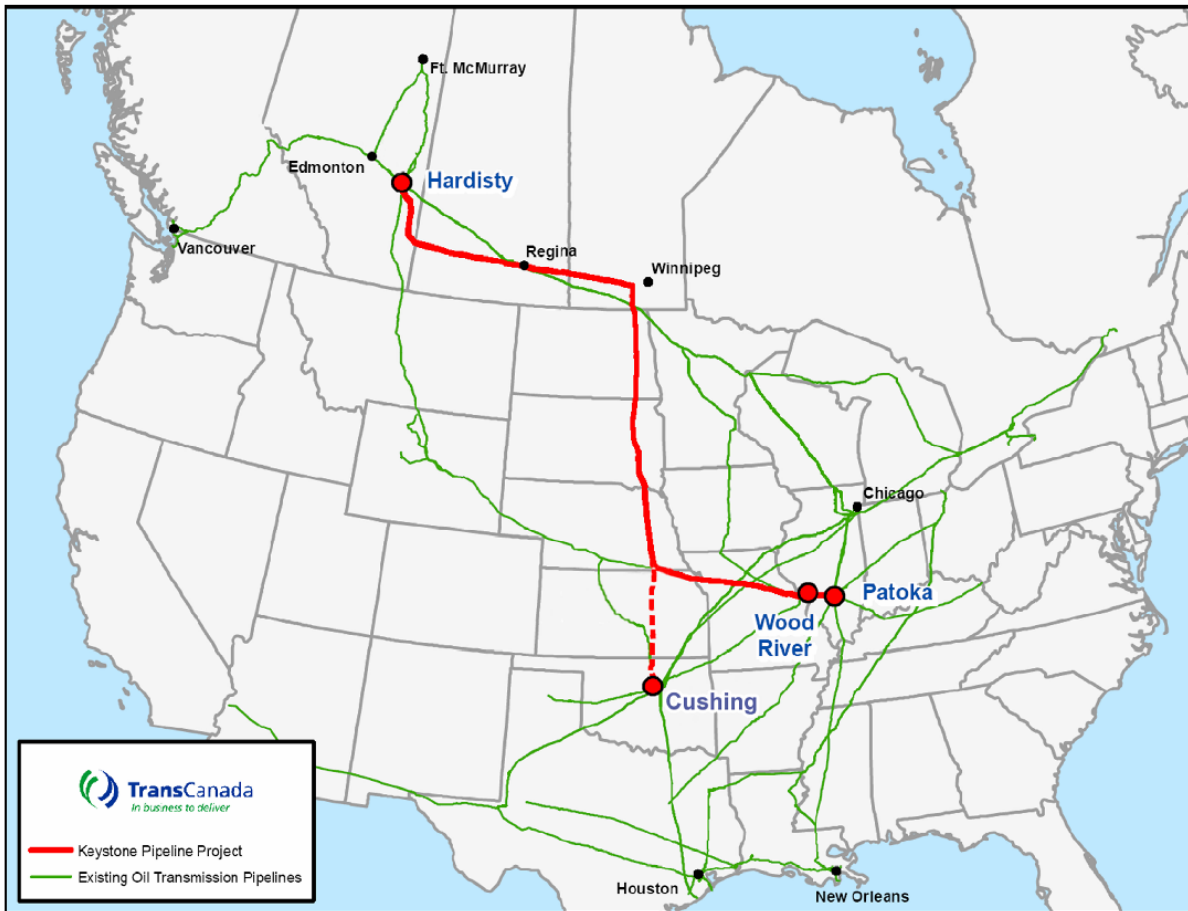 Ft. McMurray
Edmonton
Hardisty
Vancouver
Regina
Winnipeg
Chicago
Patoka
Wood
River
Cushing
TransCanada
In business to deliver
Keystone Pipeline Project
Existing Oil Transmission Pipelines
Houston
New Orleans